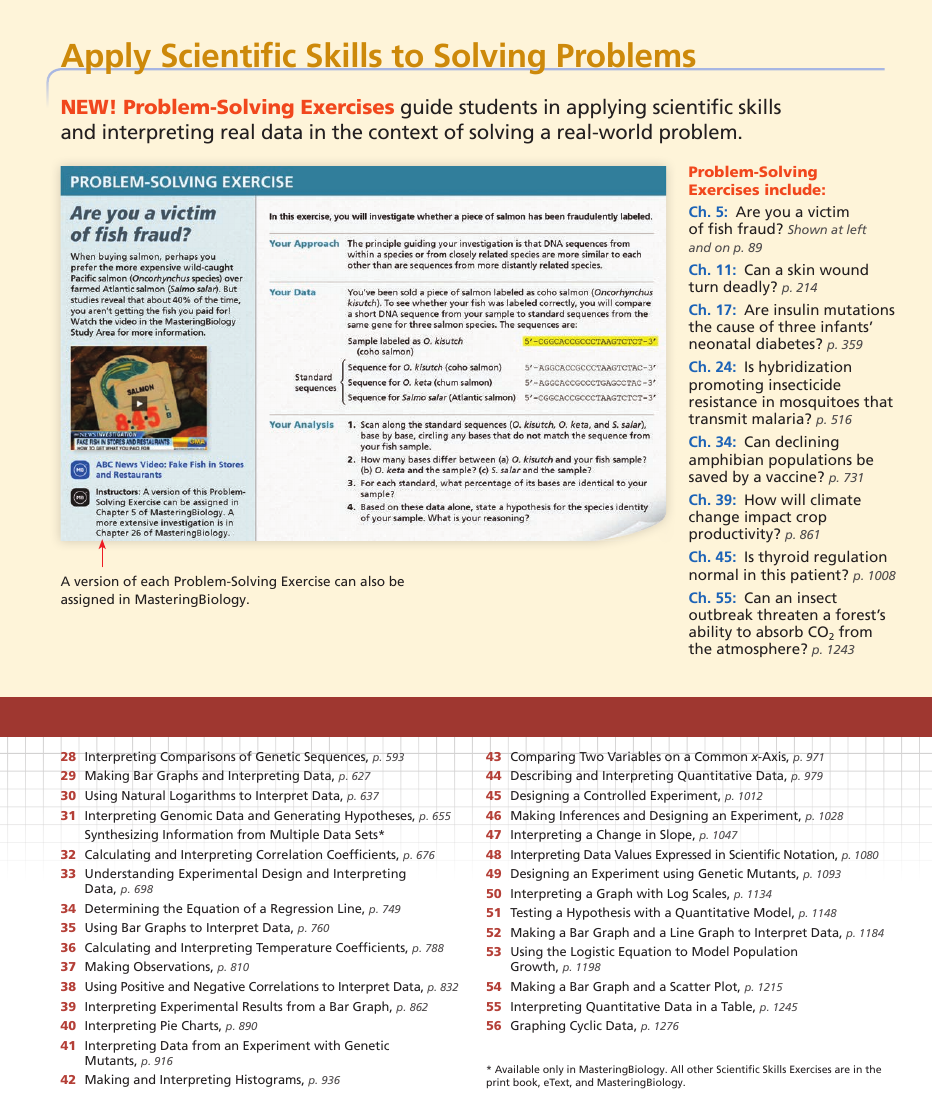 Apply Scientific Skills to Solving Problems
NEW! Problem-Solving Exercises guide students in applying scientific skills
and interpreting real data in the context of solving a real-world problem.
PROBLEM-SOLVING EXERCISE
Are you a victim
of fish fraud?
When buying salmon, perhaps you
prefer the more expensive wild-caught
Pacific salmon (Oncorhynchus species) over
farmed Atlantic salmon (Salmo salar). But
studies reveal that about 40% of the time,
you aren't getting the fish you paid for!
Watch the video in the MasteringBiology
Study Area for more information.
SALMON
8:45
L
B
NEWS INVESTIGATION
FAKE FISH IN STORES AND RESTAURANTS
HOW TO GET WHAT YOU PAID FOR
MB
ABC News Video: Fake Fish in Stores
and Restaurants
MB
Instructors: A version of this Problem-
Solving Exercise can be assigned in
Chapter 5 of MasteringBiology. A
more extensive investigation is in
Chapter 26 of MasteringBiology.
In this exercise, you will investigate whether a piece of salmon has been fraudulently labeled.
Your Approach The principle guiding your investigation is that DNA sequences from
within a species or from closely related species are more similar to each
other than are sequences from more distantly related species.
Your Data You've been sold a piece of salmon labeled as coho salmon (Oncorhynchus
kisutch). To see whether your fish was labeled correctly, you will compare
a short DNA sequence from your sample to standard sequences from the
same gene for three salmon species. The sequences are:
Sample labeled as O. kisutch 5'-CGGCACCGCCCTAAGTCTCT-3'
(coho salmon)
Standard
sequences
Sequence for O. kisutch (coho salmon) 5'-AGGCACCGCCCTAAGTCTAC-3'
Sequence for O. keta (chum salmon) 5'-AGGCACCGCCCTGAGCCTAC-3'
Sequence for Salmo salar (Atlantic salmon) 5'-CGGCACCGCCCTAAGTCTCT-3'
Your Analysis 1. Scan along the standard sequences (O. kisutch, O. keta, and S. salar),
base by base, circling any bases that do not match the sequence from
your fish sample.
2. How many bases differ between (a) O. kisutch and your fish sample?
(b) O. keta and the sample? (c) S. salar and the sample?
3. For each standard, what percentage of its bases are identical to your
sample?
4. Based on these data alone, state a hypothesis for the species identity
of your sample. What is your reasoning?
A version of each Problem-Solving Exercise can also be
assigned in MasteringBiology.
Problem-Solving
Exercises include:
Ch. 5: Are you a victim
of fish fraud? Shown at left
and on p. 89
Ch. 11: Can a skin wound
turn deadly? p. 214
Ch. 17: Are insulin mutations
the cause of three infants'
neonatal diabetes? p. 359
Ch. 24: Is hybridization
promoting insecticide
resistance in mosquitoes that
transmit malaria? p. 516
Ch. 34: Can declining
amphibian populations be
saved by a vaccine? p. 731
Ch. 39: How will climate
change impact crop
productivity? p. 861
Ch. 45: Is thyroid regulation
normal in this patient? p. 1008
Ch. 55: Can an insect
outbreak threaten a forest's
ability to absorb CO₂ from
the atmosphere? p. 1243
28 Interpreting Comparisons of Genetic Sequences, p. 593
29 Making Bar Graphs and Interpreting Data, p. 627
30 Using Natural Logarithms to Interpret Data, p. 637
31 Interpreting Genomic Data and Generating Hypotheses, p. 655
Synthesizing Information from Multiple Data Sets*
32 Calculating and Interpreting Correlation Coefficients, p. 676
33 Understanding Experimental Design and Interpreting
Data, p. 698
34 Determining the Equation of a Regression Line, p. 749
35 Using Bar Graphs to Interpret Data, p. 760
36 Calculating and Interpreting Temperature Coefficients, p. 788
37 Making Observations, p. 810
38 Using Positive and Negative Correlations to Interpret Data, p. 832
39 Interpreting Experimental Results from a Bar Graph, p. 862
40 Interpreting Pie Charts, p. 890
41 Interpreting Data from an Experiment with Genetic
Mutants, p. 916
42 Making and Interpreting Histograms, p. 936
43 Comparing Two Variables on a Common x-Axis, p. 971
44 Describing and Interpreting Quantitative Data, p. 979
45 Designing a Controlled Experiment, p. 1012
46 Making Inferences and Designing an Experiment, p. 1028
47 Interpreting a Change in Slope, p. 1047
48 Interpreting Data Values Expressed in Scientific Notation, p. 1080
49 Designing an Experiment using Genetic Mutants, p. 1093
50 Interpreting a Graph with Log Scales, p. 1134
51 Testing a Hypothesis with a Quantitative Model, p. 1148
52 Making a Bar Graph and a Line Graph to Interpret Data, p. 1184
53 Using the Logistic Equation to Model Population
Growth, p. 1198
54 Making a Bar Graph and a Scatter Plot, p. 1215
55 Interpreting Quantitative Data in a Table, p. 1245
56 Graphing Cyclic Data, p. 1276
* Available only in MasteringBiology. All other Scientific Skills Exercises are in the
print book, eText, and MasteringBiology.